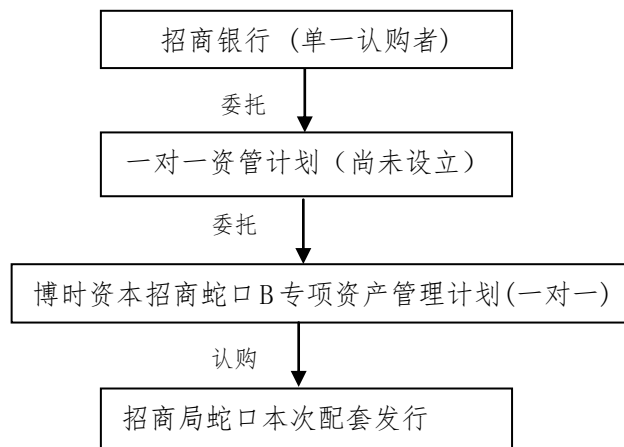 招商银行 (单一认购者)
委托
一对一资管计划（尚未设立）
委托
博时资本招商蛇口B专项资产管理计划(一对一)
认购
招商局蛇口本次配套发行